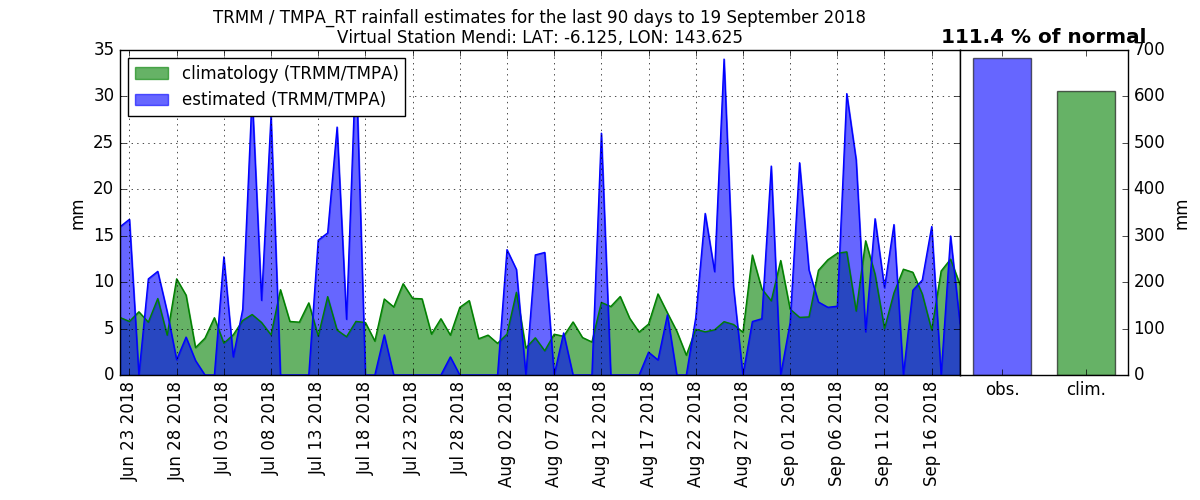 TRMM / TMPA_RT rainfall estimates for the last 90 days to 19 September 2018
Virtual Station Mendi: LAT: -6.125, LON: 143.625
111.4 % of normal
climatology (TRMM/TMPA)
estimated (TRMM/TMPA)
mm
35
30
25
20
15
10
5
0
Jun 23 2018
Jun 28 2018
Jul 03 2018
Jul 08 2018
Jul 13 2018
Jul 18 2018
Jul 23 2018
Jul 28 2018
Aug 02 2018
Aug 07 2018
Aug 12 2018
Aug 17 2018
Aug 22 2018
Aug 27 2018
Sep 01 2018
Sep 06 2018
Sep 11 2018
Sep 16 2018
obs.
clim.
700
600
500
400
300
200
100
0
mm